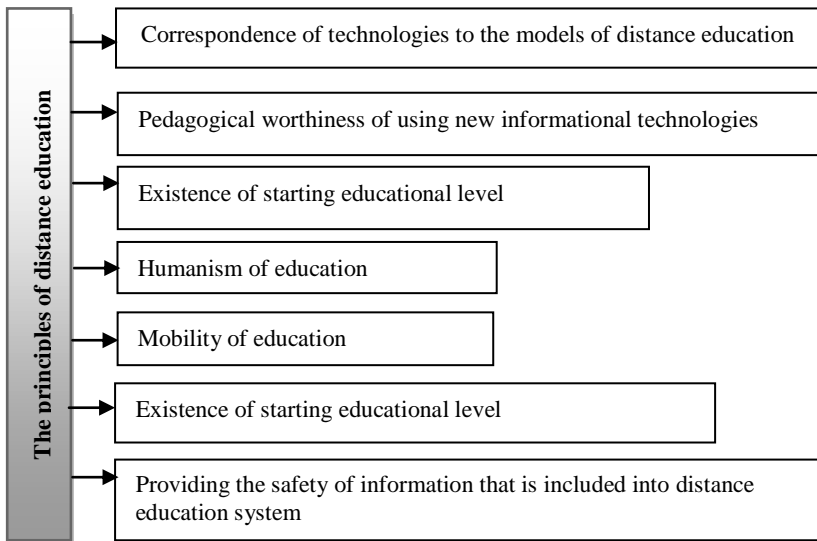 The principles of distance education
Correspondence of technologies to the models of distance education
Pedagogical worthiness of using new informational technologies
Existence of starting educational level
Humanism of education
Mobility of education
Existence of starting educational level
Providing the safety of information that is included into distance
education system